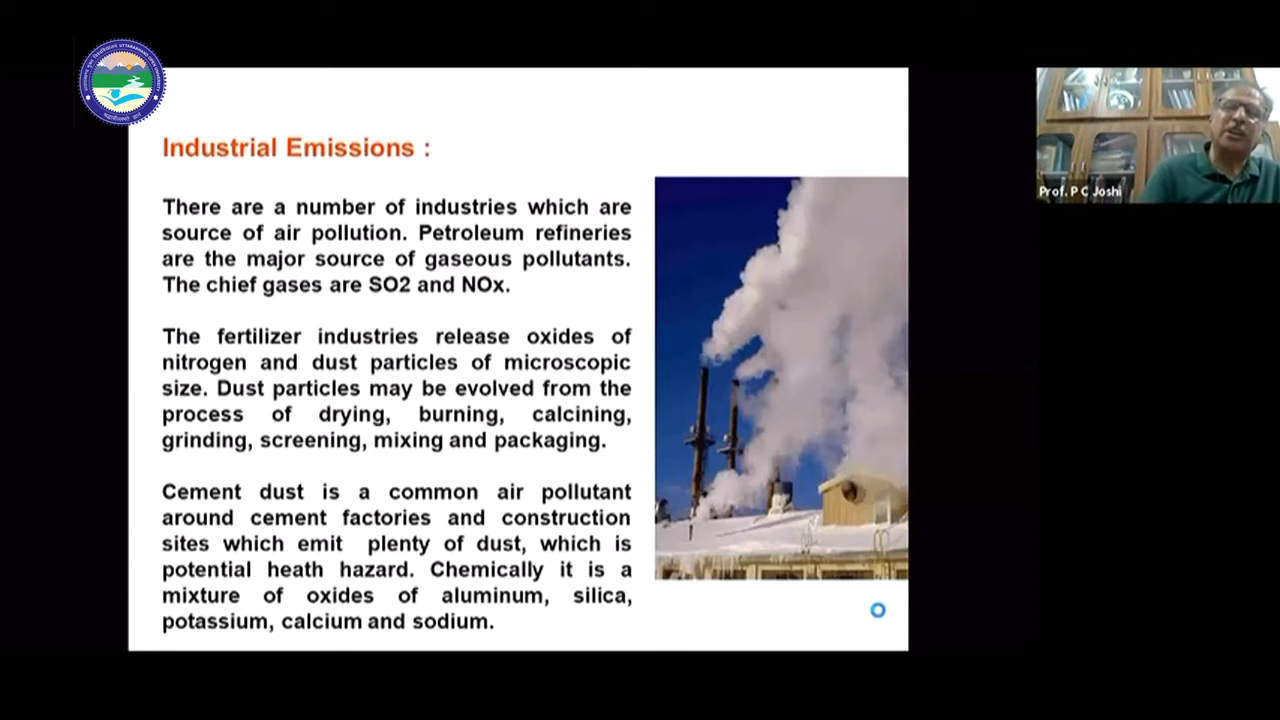 Industrial Emissions :
There are a number of industries which are
source of air pollution. Petroleum refineries
are the major source of gaseous pollutants.
The chief gases are SO2 and NOx.
The fertilizer industries release oxides of
nitrogen and dust particles of microscopic
size. Dust particles may be evolved from the
process of drying, burning, calcining,
grinding, screening, mixing and packaging.
Cement dust is a common air pollutant
around cement factories and construction
sites which emit plenty of dust, which is
potential heath hazard. Chemically it is a
mixture of oxides of aluminum, silica,
potassium, calcium and sodium.
Prof. P C Joshi